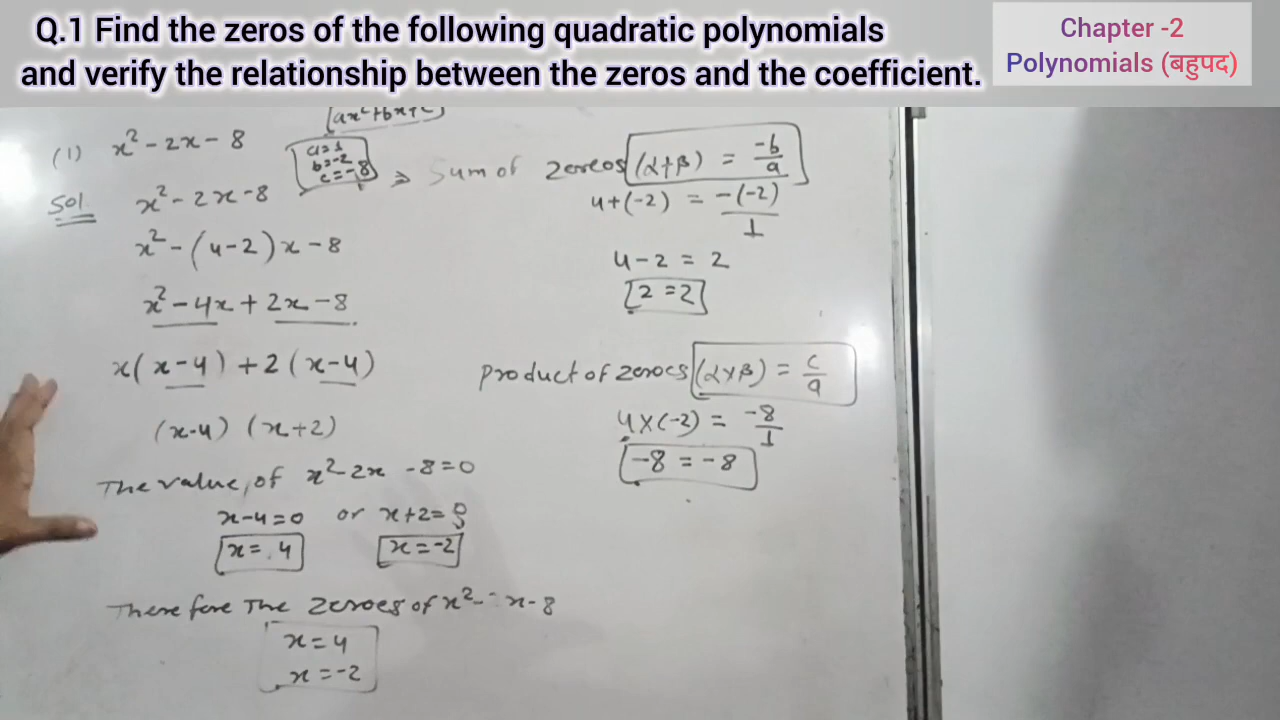 Q.1 Find the zeros of the following quadratic polynomials
and verify the relationship between the zeros and the coefficient.
Chapter -2
Polynomials (बहुपद)
(1) x² - 2x - 8
[ax²+bx+c]
a=1
b=-2
c=-8
Sol x² - 2x - 8
x² - (4-2)x - 8
x² - 4x + 2x - 8
x(x-4) + 2(x-4)
(x-4) (x+2)
The value, of x² - 2x - 8 = 0
x-4=0 or x+2=0
x = 4 x = -2
Therefore The zeroes of x² - x - 8
x = 4
x = -2
⇒ Sum of zeroes (α+β) = -b/a
4+(-2) = -(-2)/1
4-2 = 2
2 = 2
product of zeroes (α×β) = c/a
4×(-2) = -8/1
-8 = -8